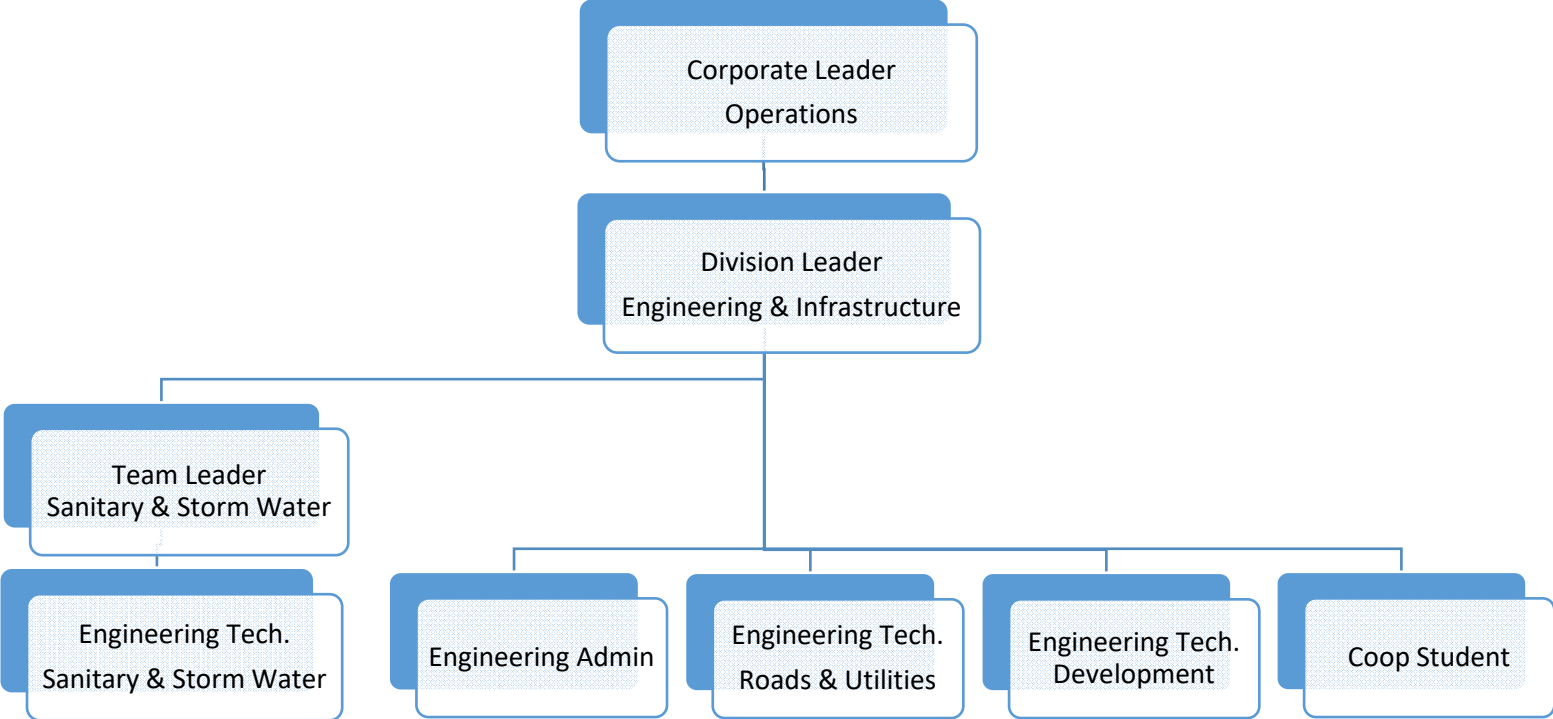 Corporate Leader
Operations
Division Leader
Engineering & Infrastructure
Team Leader
Sanitary & Storm Water
Engineering Tech.
Sanitary & Storm Water
Engineering Admin
Engineering Tech.
Roads & Utilities
Engineering Tech.
Development
Coop Student